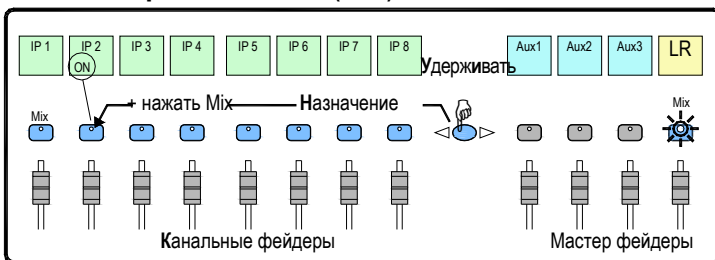 IP 1 IP 2 IP 3 IP 4 IP 5 IP 6 IP 7 IP 8 Aux1 Aux2 Aux3 LR
ON
Удерживать
+ нажать Mix Назначение
Mix Mix
Канальные фейдеры Мастер фейдеры